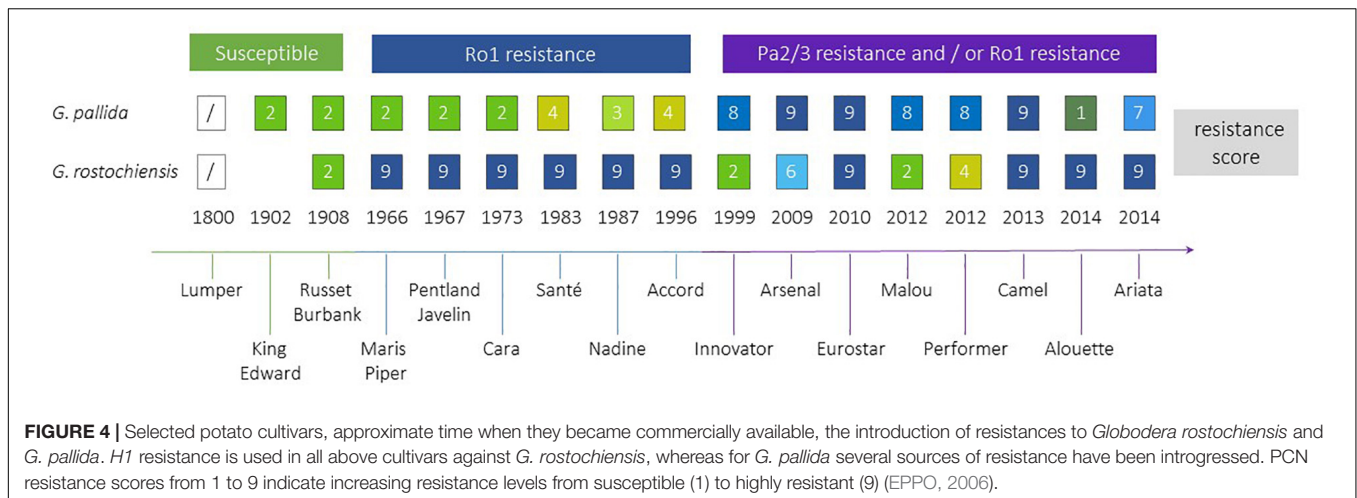 Susceptible Ro1 resistance Pa2/3 resistance and / or Ro1 resistance
G. pallida / 2 2 2 2 2 4 3 4 8 9 9 8 8 9 1 7
resistance
score
G. rostochiensis / 2 9 9 9 9 9 9 2 6 9 2 4 9 9 9
1800 1902 1908 1966 1967 1973 1983 1987 1996 1999 2009 2010 2012 2012 2013 2014 2014
Lumper Russet Pentland Santé Accord Arsenal Malou Camel Ariata
Burbank Javelin
King Maris Cara Nadine Innovator Eurostar Performer Alouette
Edward Piper
FIGURE 4 | Selected potato cultivars, approximate time when they became commercially available, the introduction of resistances to Globodera rostochiensis and
G. pallida. H1 resistance is used in all above cultivars against G. rostochiensis, whereas for G. pallida several sources of resistance have been introgressed. PCN
resistance scores from 1 to 9 indicate increasing resistance levels from susceptible (1) to highly resistant (9) (EPPO, 2006).